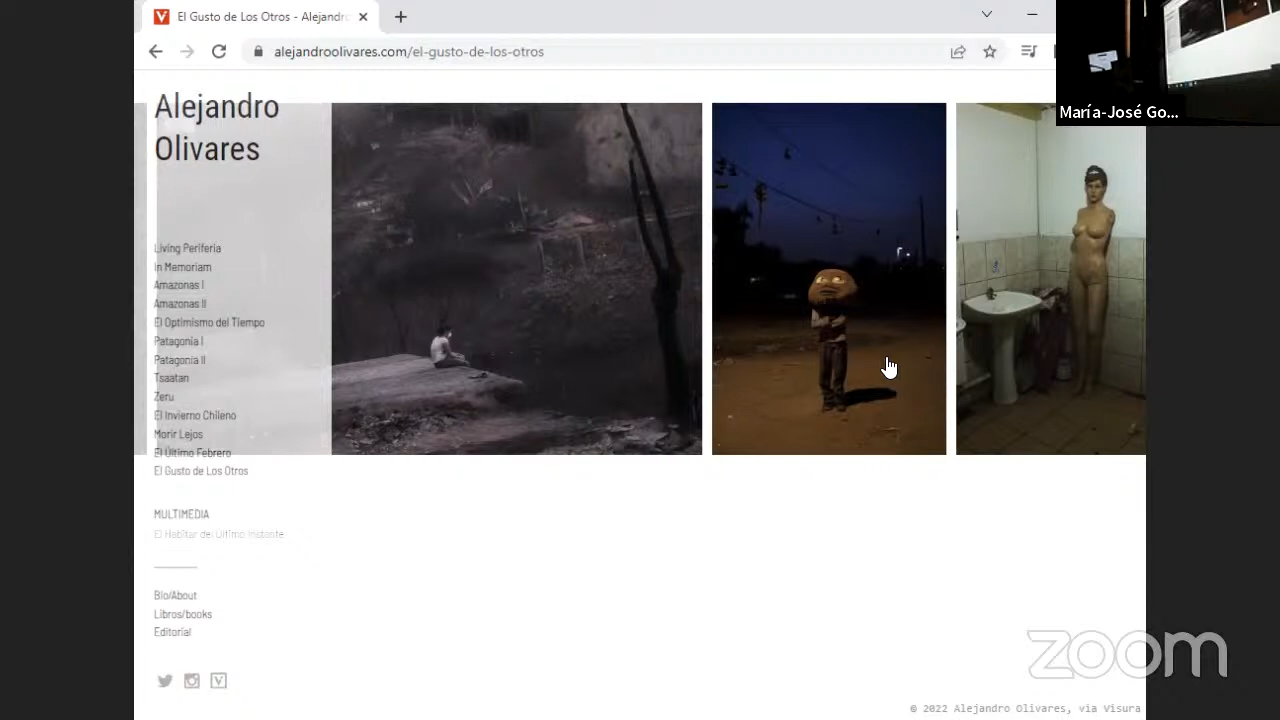 El Gusto de Los Otros - Alejandro
alejandroolivares.com/el-gusto-de-los-otros
María-José Go...
Alejandro
Olivares
Living Periferia
In Memoriam
Amazonas I
Amazonas II
El Optimismo del Tiempo
Patagonia I
Patagonia II
Tsaatan
Zeru
El Invierno Chileno
Morir Lejos
El Último Febrero
El Gusto de Los Otros
MULTIMEDIA
El Habitar del Último Instante
Bio/About
Libros/books
Editorial
zoom
© 2022 Alejandro Olivares, via Visura